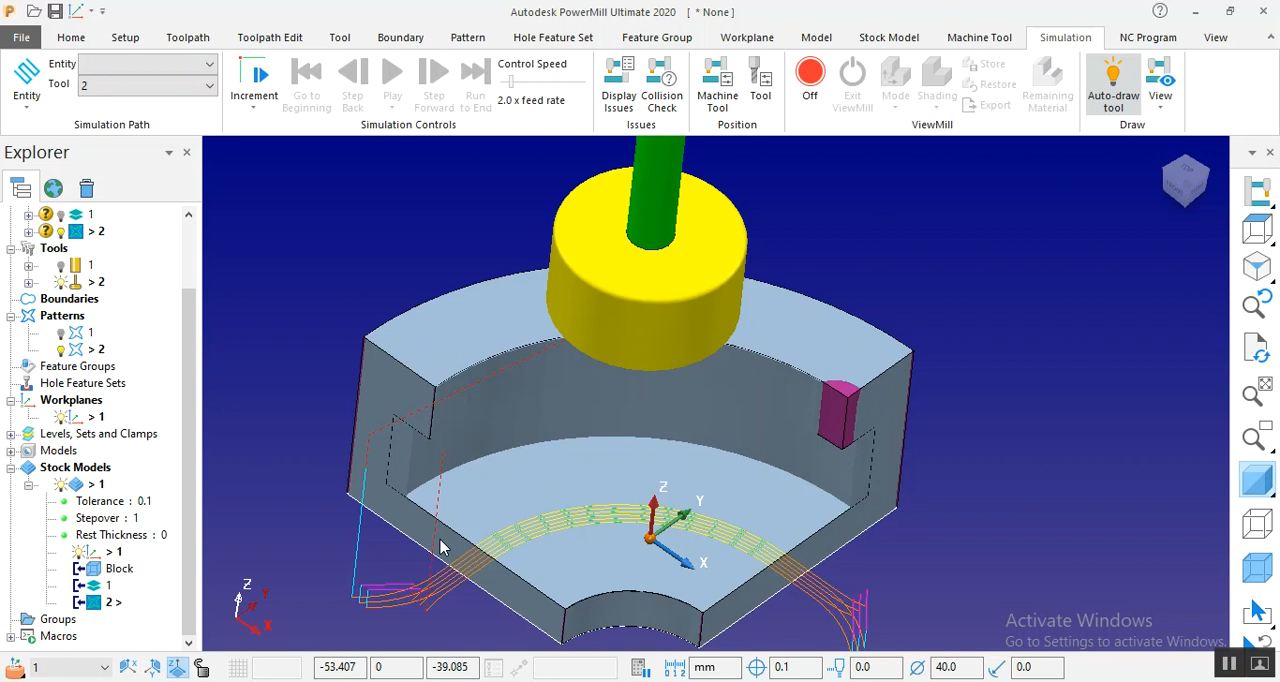 Autodesk PowerMill Ultimate 2020 [ * None ]
File Home Setup Toolpath Toolpath Edit Tool Boundary Pattern Hole Feature Set Feature Group Workplane Model Stock Model Machine Tool Simulation NC Program View
Entity
Entity
Tool 2
Simulation Path
Increment
Go to Beginning
Step Back
Play
Step Forward
Run to End
Control Speed
2.0 x feed rate
Simulation Controls
Display Issues
Collision Check
Issues
Machine Tool
Tool
Position
Off
Exit ViewMill
Mode
Shading
Store
Restore
Export
Remaining Material
ViewMill
Auto-draw tool
View
Draw
Explorer
1
> 2
Tools
1
> 2
Boundaries
Patterns
1
> 2
Feature Groups
Hole Feature Sets
Workplanes
> 1
Levels, Sets and Clamps
Models
Stock Models
> 1
Tolerance : 0.1
Stepover : 1
Rest Thickness : 0
> 1
Block
1
2 >
Groups
Macros
TOP
Z
Y
X
Z
Y
X
Activate Windows
Go to Settings to activate Windows.
1 -53.407 0 -39.085 mm 0.1 0.0 40.0 0.0